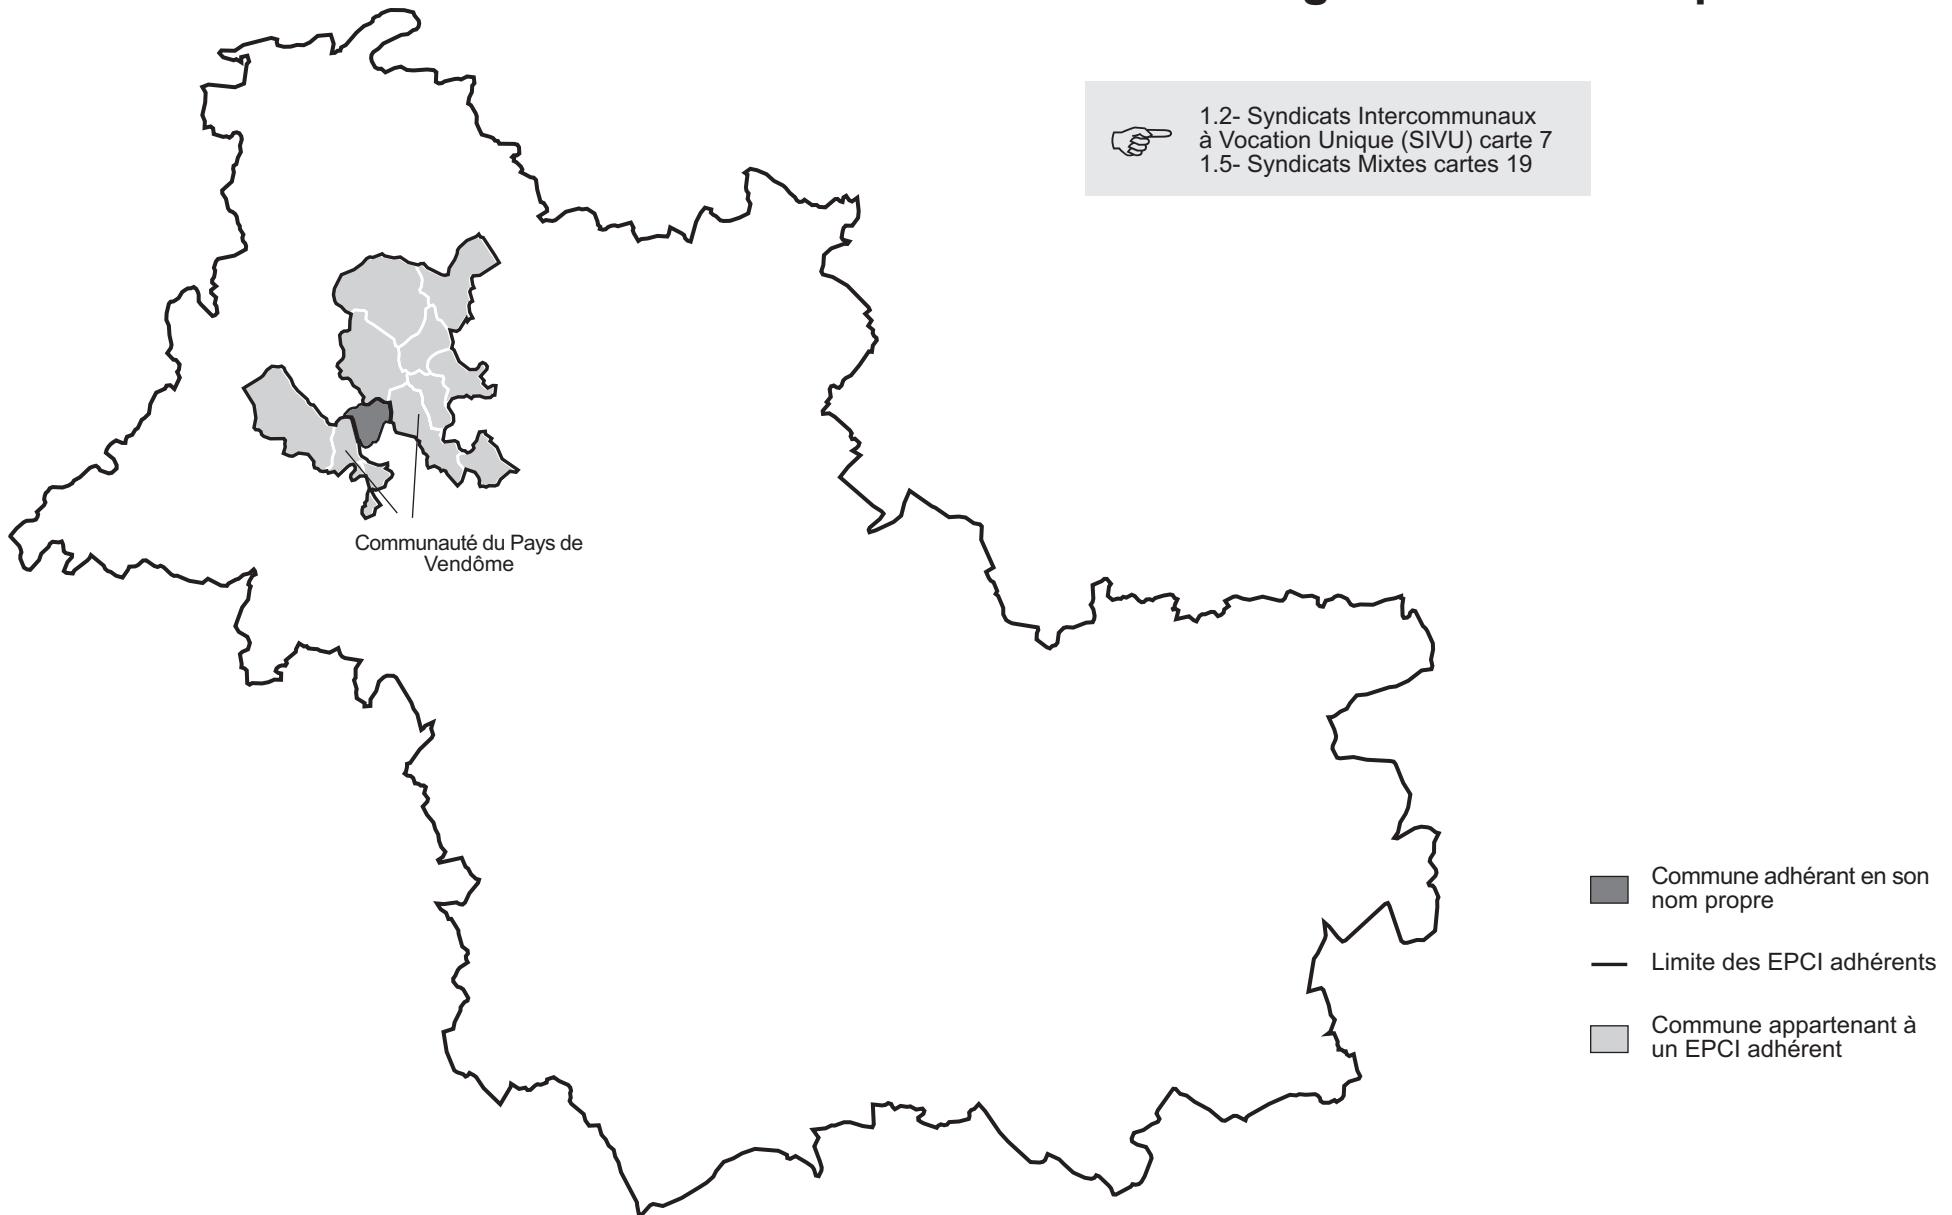 1.2- Syndicats Intercommunaux
à Vocation Unique (SIVU) carte 7
1.5- Syndicats Mixtes cartes 19
Communauté du Pays de
Vendôme
Commune adhérant en son
nom propre
Limite des EPCI adhérents
Commune appartenant à
un EPCI adhérent